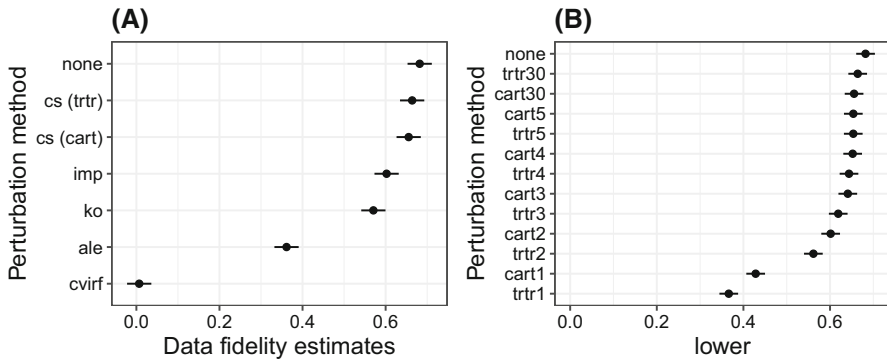 (A)
Perturbation method
none
cs (trtr)
cs (cart)
imp
ko
ale
cvirf
0.0 0.2 0.4 0.6
Data fidelity estimates
(B)
Perturbation method
none
trtr30
cart30
cart5
trtr5
cart4
trtr4
cart3
trtr3
cart2
trtr2
cart1
trtr1
0.0 0.2 0.4 0.6
lower